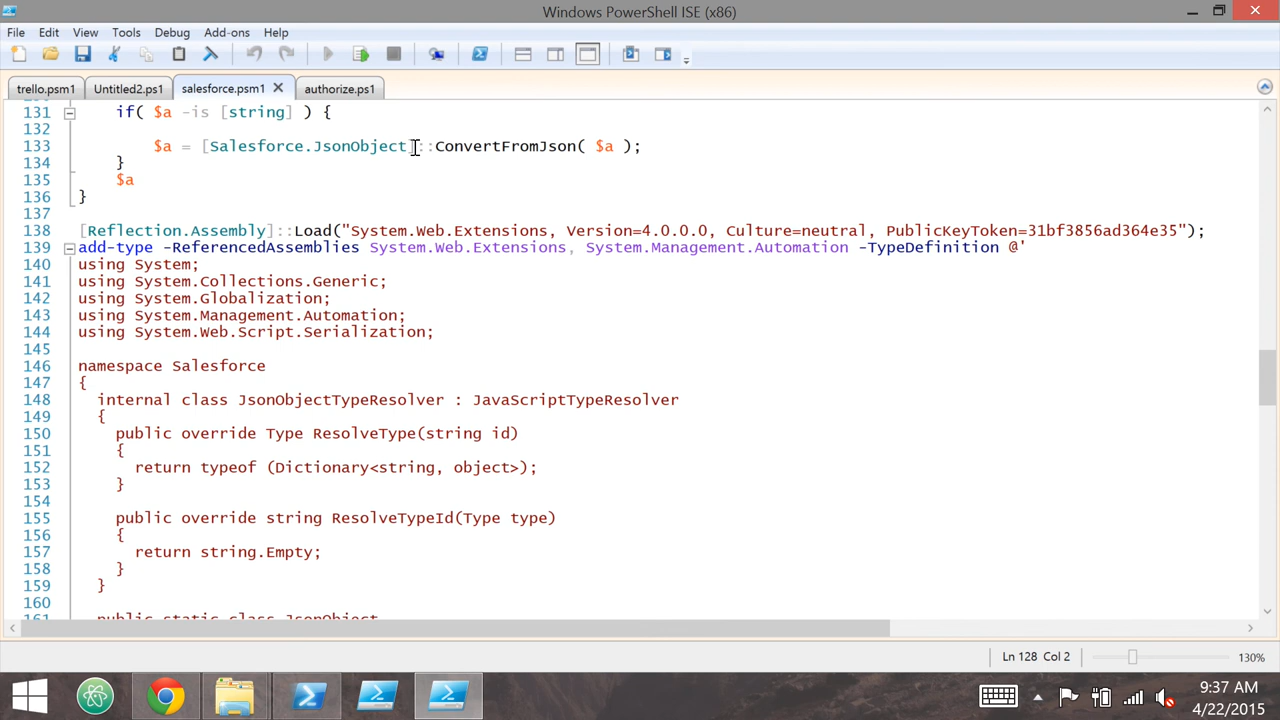 Windows PowerShell ISE (x86)
File Edit View Tools Debug Add-ons Help
trello.psm1 Untitled2.ps1 salesforce.psm1 authorize.ps1
131 if( $a -is [string] ) {
132
133 $a = [Salesforce.JsonObject]::ConvertFromJson( $a );
134 }
135 $a
136 }
137
138 [Reflection.Assembly]::Load("System.Web.Extensions, Version=4.0.0.0, Culture=neutral, PublicKeyToken=31bf3856ad364e35");
139 add-type -ReferencedAssemblies System.Web.Extensions, System.Management.Automation -TypeDefinition @'
140 using System;
141 using System.Collections.Generic;
142 using System.Globalization;
143 using System.Management.Automation;
144 using System.Web.Script.Serialization;
145
146 namespace Salesforce
147 {
148 internal class JsonObjectTypeResolver : JavaScriptTypeResolver
149 {
150 public override Type ResolveType(string id)
151 {
152 return typeof (Dictionary<string, object>);
153 }
154
155 public override string ResolveTypeId(Type type)
156 {
157 return string.Empty;
158 }
159 }
160
161 public static class JsonObject
Ln 128 Col 2 130%
9:37 AM
4/22/2015